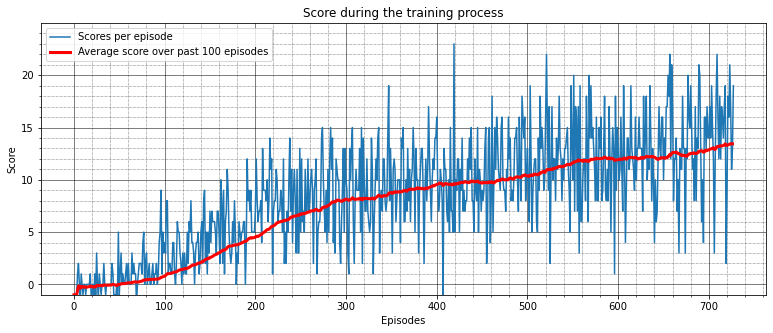 Score during the training process
Scores per episode
Average score over past 100 episodes
20
15
10
5
0
Score
0
100
200
300
400
500
600
700
Episodes